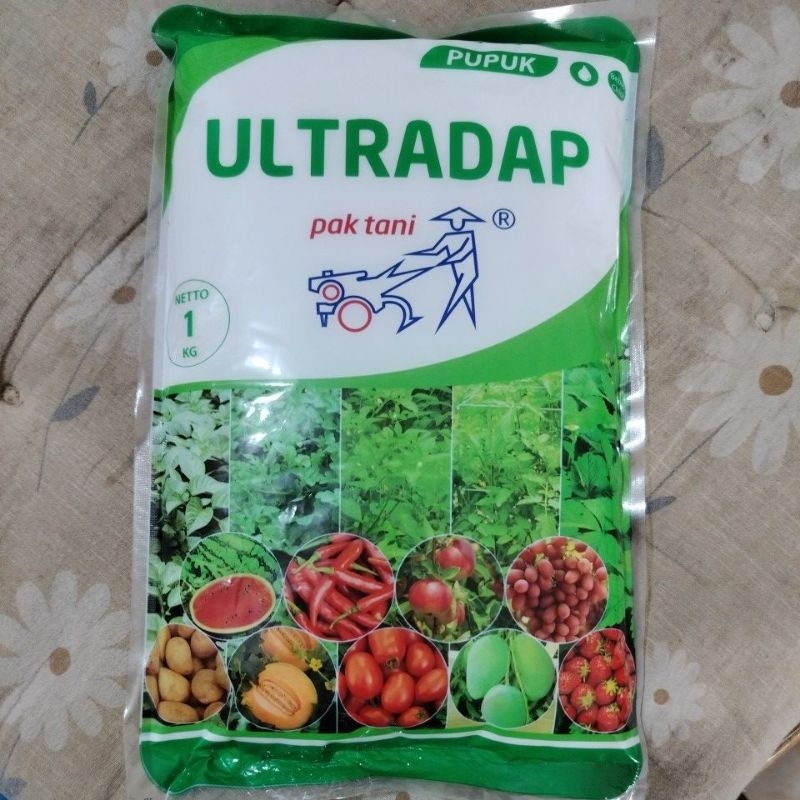 PUPUK
ULTRADAP
pak tani ®
NETTO
1
KG